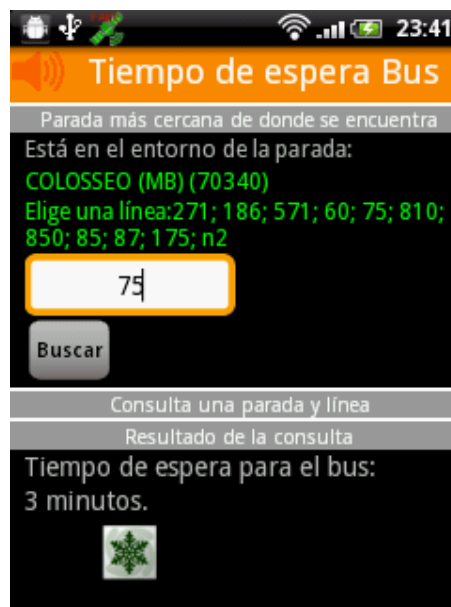 23:41
Tiempo de espera Bus
Parada más cercana de donde se encuentra
Está en el entorno de la parada:
COLOSSEO (MB) (70340)
Elige una línea:271; 186; 571; 60; 75; 810;
850; 85; 87; 175; n2
75
Buscar
Consulta una parada y línea
Resultado de la consulta
Tiempo de espera para el bus:
3 minutos.